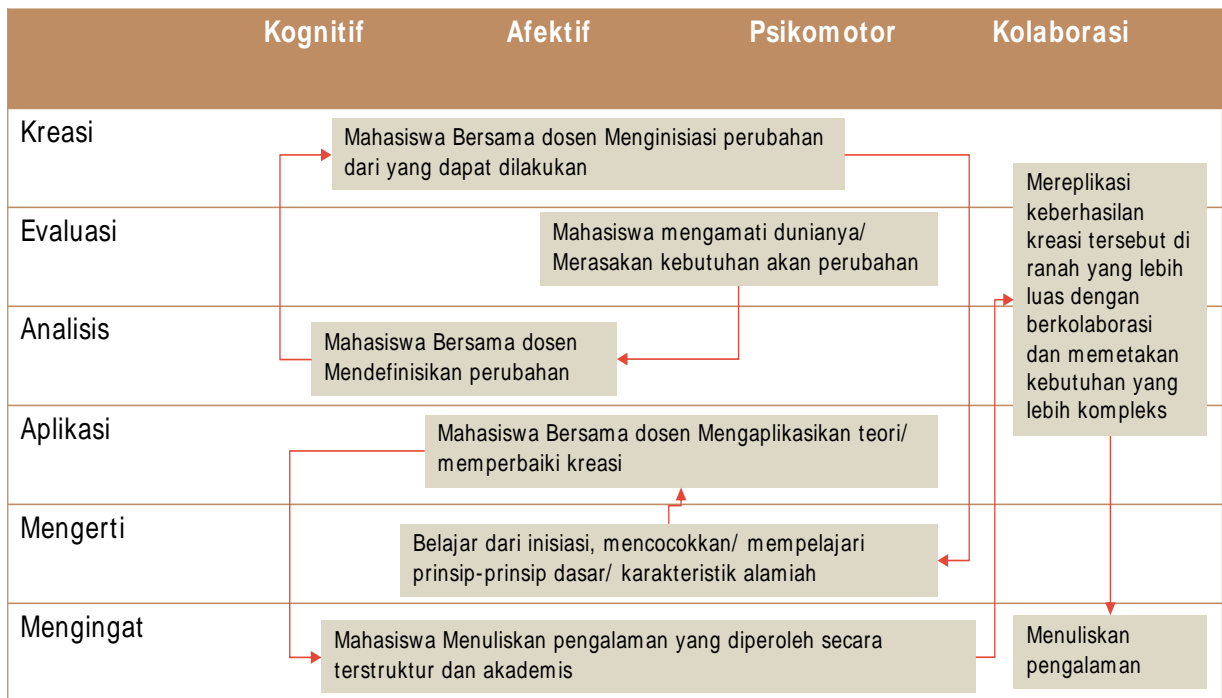 Kognitif Afektif Psikomotor Kolaborasi
Kreasi
Mahasiswa Bersama dosen Menginisiasi perubahan
dari yang dapat dilakukan
Evaluasi
Mahasiswa mengamati dunianya/
Merasakan kebutuhan akan perubahan
Analisis
Mahasiswa Bersama dosen
Mendefinisikan perubahan
Aplikasi
Mahasiswa Bersama dosen Mengaplikasikan teori/
memperbaiki kreasi
Mengerti
Belajar dari inisiasi, mencocokkan/ mempelajari
prinsip-prinsip dasar/ karakteristik alamiah
Mengingat
Mahasiswa Menuliskan pengalaman yang diperoleh secara
terstruktur dan akademis
Mereplikasi
keberhasilan
kreasi tersebut di
ranah yang lebih
luas dengan
berkolaborasi
dan memetakan
kebutuhan yang
lebih kompleks
Menuliskan
pengalaman